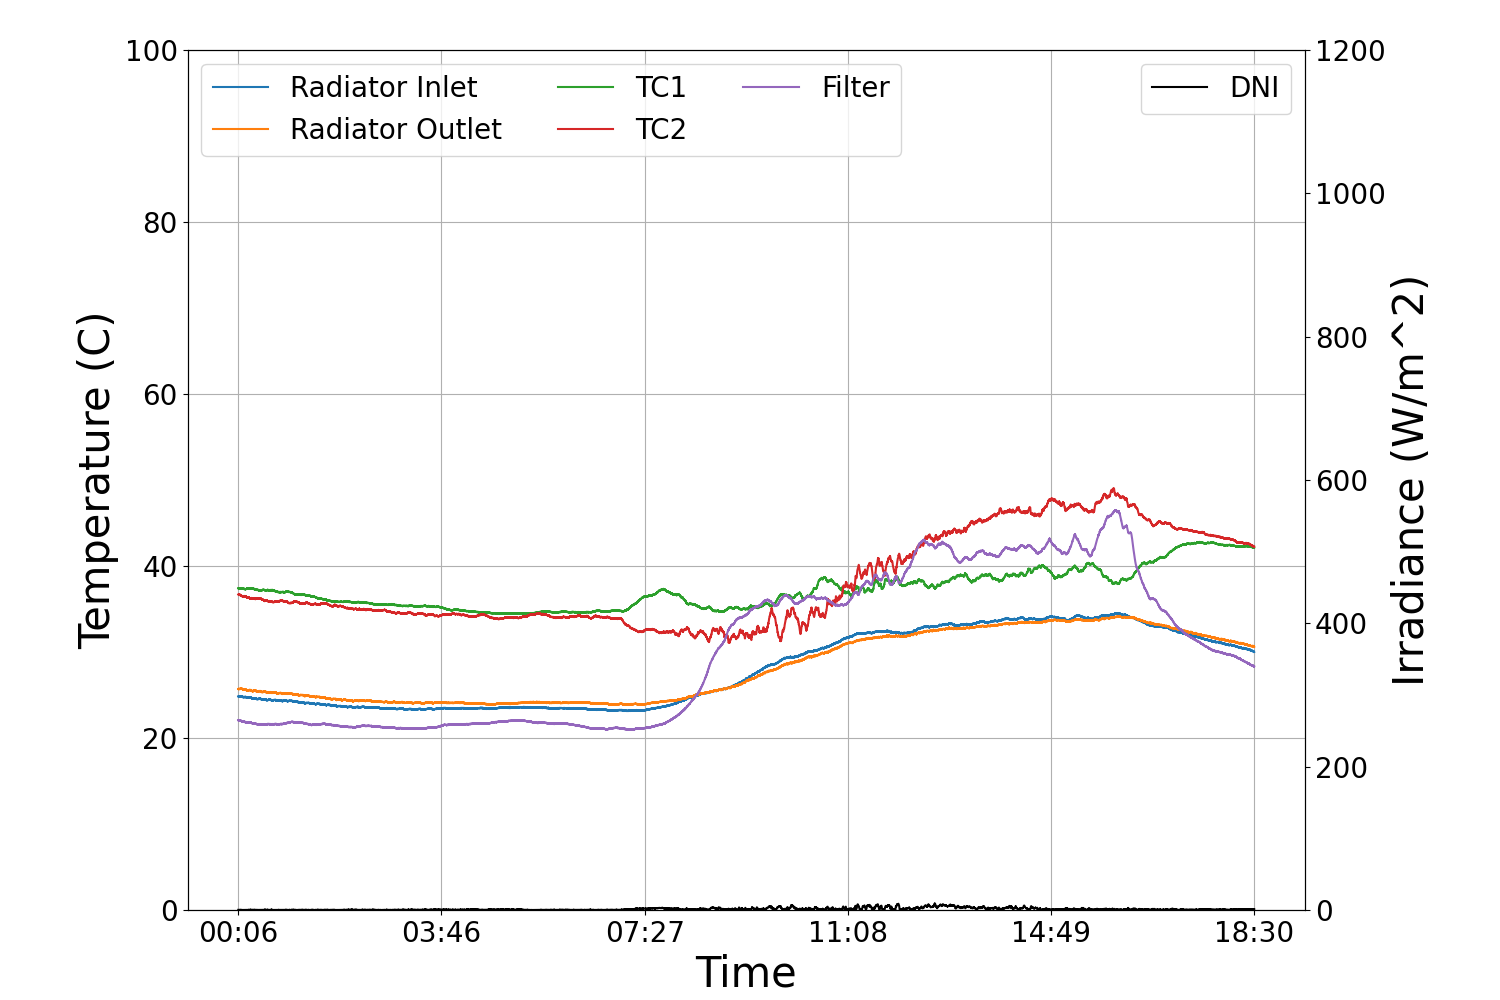 Temperature (C)
100
80
60
40
20
0
Radiator Inlet
Radiator Outlet
TC1
TC2
Filter
DNI
1200
1000
800
600
400
200
0
Irradiance (W/m^2)
00:06 03:46 07:27 11:08 14:49 18:30
Time